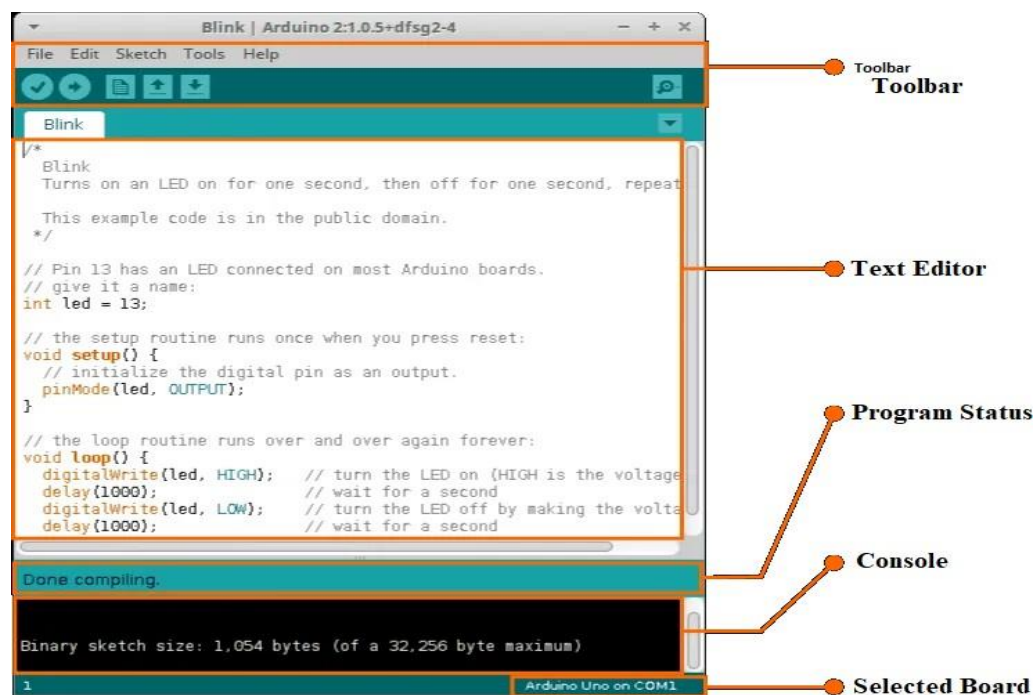 Blink | Arduino 2:1.0.5+dfsg2-4
File Edit Sketch Tools Help
Toolbar
Toolbar
Blink
/*
Blink
Turns on an LED on for one second, then off for one second, repeat
This example code is in the public domain.
*/
// Pin 13 has an LED connected on most Arduino boards.
// give it a name:
int led = 13;
// the setup routine runs once when you press reset:
void setup() {
// initialize the digital pin as an output.
pinMode(led, OUTPUT);
}
// the loop routine runs over and over again forever:
void loop() {
digitalWrite(led, HIGH); // turn the LED on (HIGH is the voltage
delay(1000); // wait for a second
digitalWrite(led, LOW); // turn the LED off by making the volta
delay(1000); // wait for a second
Text Editor
Program Status
Done compiling.
Console
Binary sketch size: 1,054 bytes (of a 32,256 byte maximum)
1
Arduino Uno on COM1
Selected Board